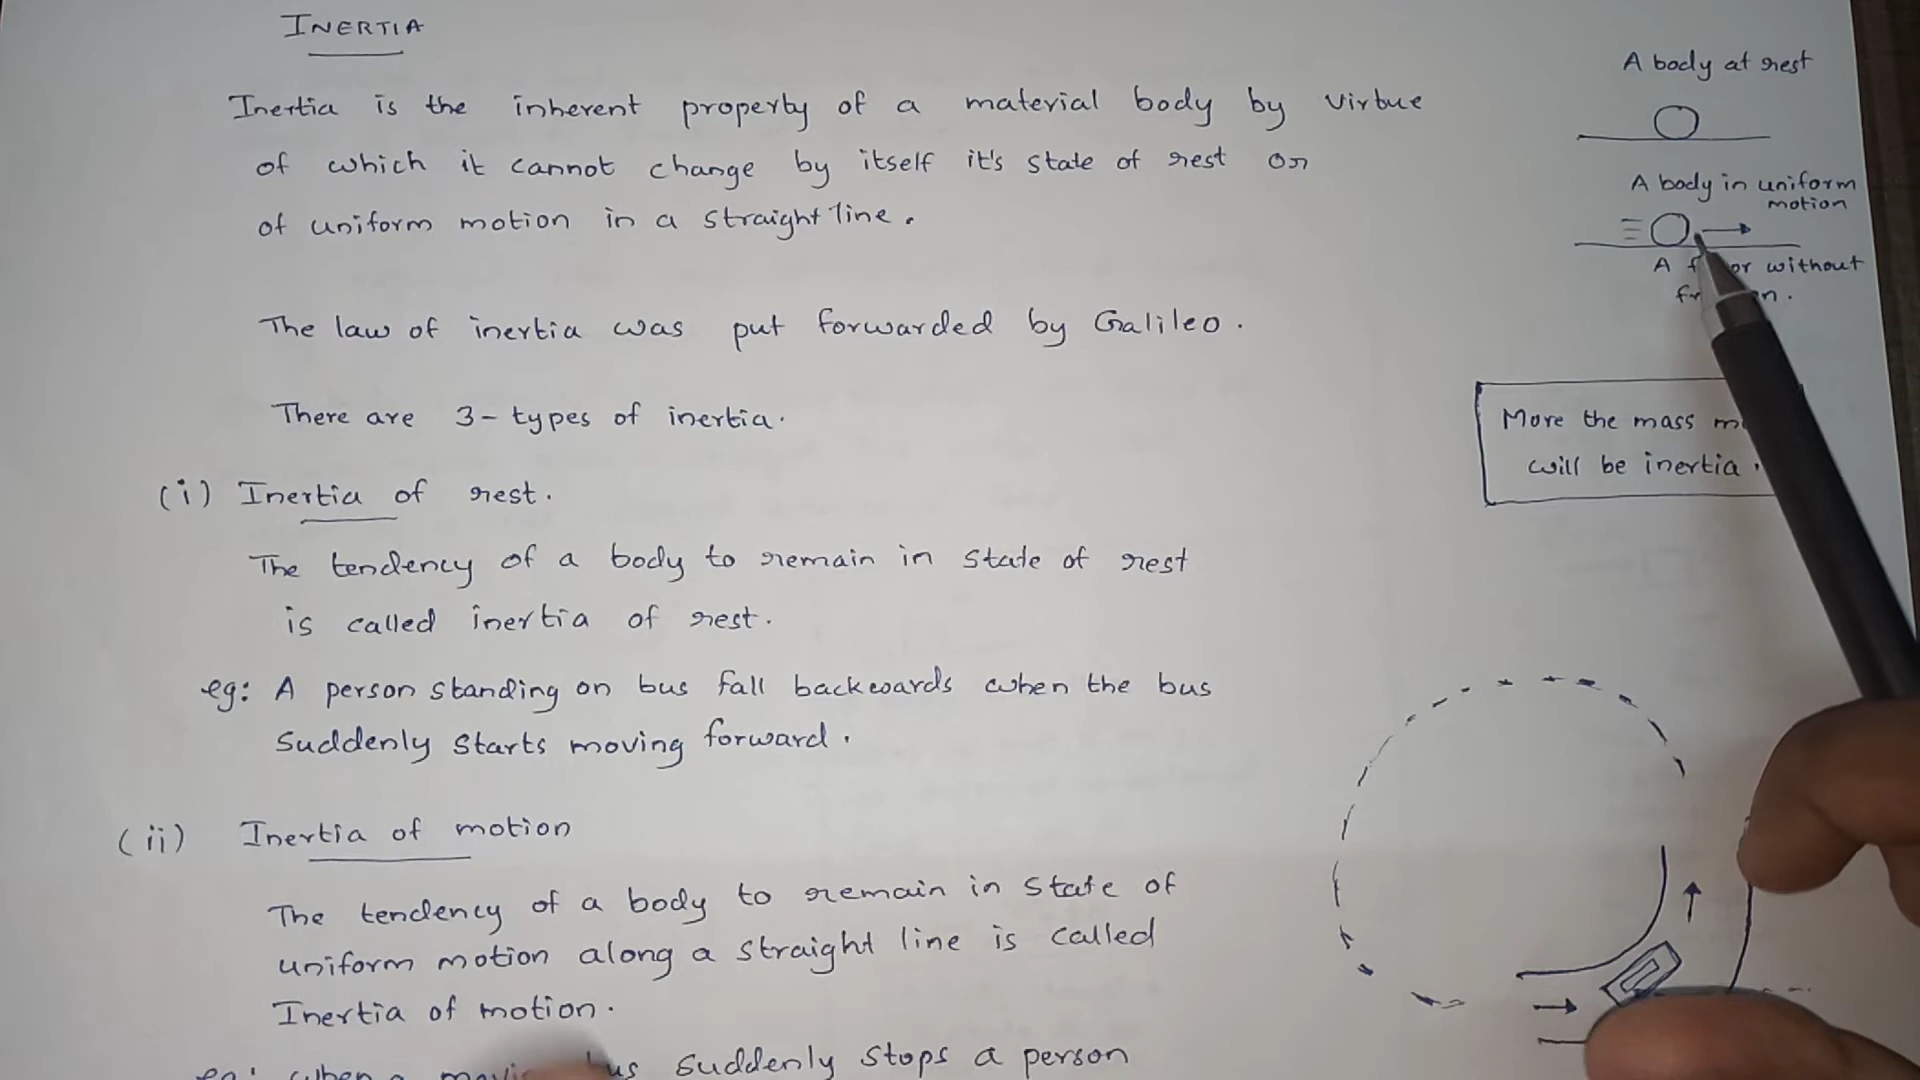 INERTIA
Inertia is the inherent property of a material body by virtue
of which it cannot change by itself it's state of rest or
of uniform motion in a straight line.
The law of inertia was put forwarded by Galileo.
There are 3-types of inertia.
(i) Inertia of rest.
The tendency of a body to remain in state of rest
is called inertia of rest.
eg: A person standing on bus fall backwards when the bus
suddenly starts moving forward.
(ii) Inertia of motion
The tendency of a body to remain in state of
uniform motion along a straight line is called
Inertia of motion.
suddenly stops a person
A body at rest
A body in uniform
motion
A without
More the mass
will be inertia.